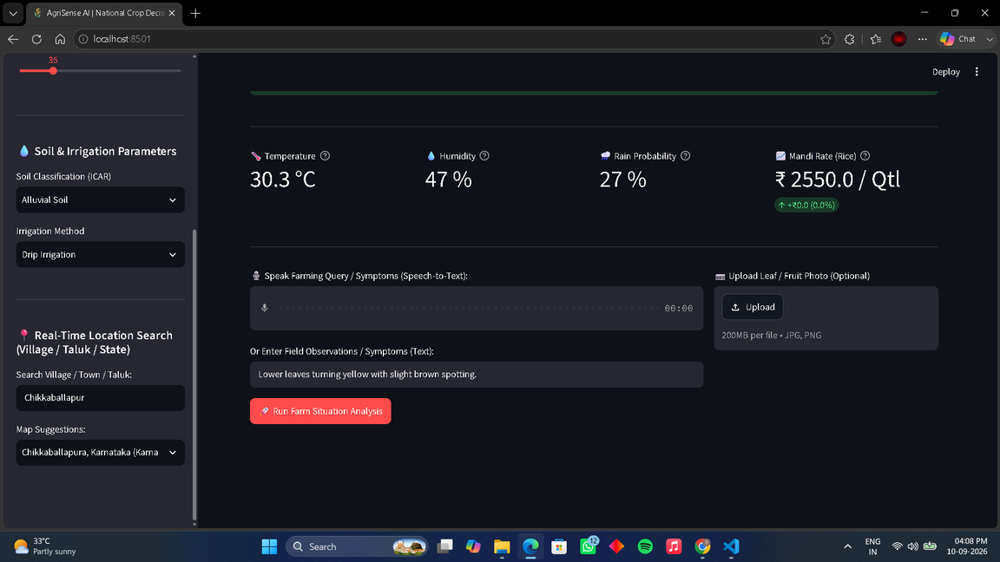 AgriSense AI | National Crop Decisi
localhost:8501
Chat
35
Soil & Irrigation Parameters
Soil Classification (ICAR)
Alluvial Soil
Irrigation Method
Drip Irrigation
Real-Time Location Search
(Village / Taluk / State)
Search Village / Town / Taluk:
Chikkaballapur
Map Suggestions:
Chikkaballapura, Karnataka (Karna
Deploy
Temperature
30.3 °C
Humidity
47 %
Rain Probability
27 %
Mandi Rate (Rice)
₹ 2550.0 / Qtl
↑ +₹0.0 (0.0%)
Speak Farming Query / Symptoms (Speech-to-Text):
00:00
Or Enter Field Observations / Symptoms (Text):
Lower leaves turning yellow with slight brown spotting.
Run Farm Situation Analysis
Upload Leaf / Fruit Photo (Optional)
Upload
200MB per file • JPG, PNG
33°C
Partly sunny
Search
12
ENG
IN
04:08 PM
10-09-2026